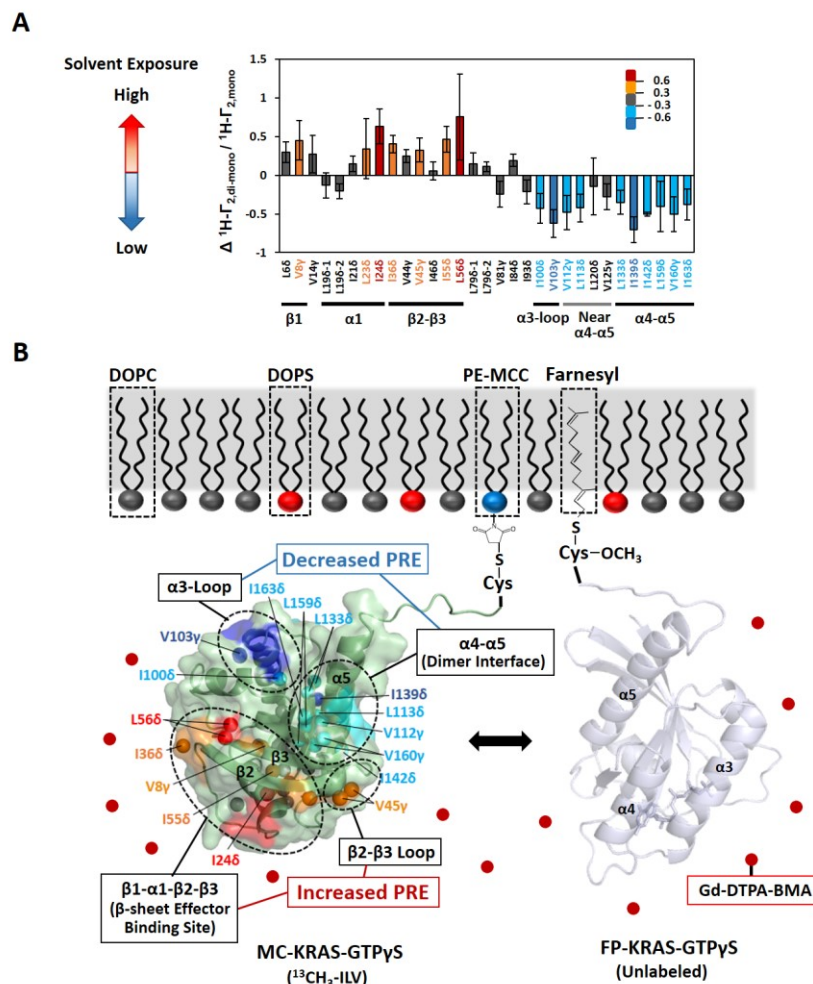 A
Solvent Exposure
High
Low
Δ ¹H-Γ₂,di-mono / ¹H-Γ₂,mono
1.5
1
0.5
0
-0.5
-1
0.6
0.3
- 0.3
- 0.6
L6δ
V8γ
V14γ
L19δ-1
L19δ-2
I21δ
L23δ
I24δ
I36δ
V44γ
V45γ
I46δ
I55δ
L56δ
L79δ-1
L79δ-2
V81γ
I84δ
I93δ
I100δ
V103γ
V112γ
L113δ
L120δ
V125γ
L133δ
I139δ
I142δ
L159δ
V160γ
I163δ
β1
α1
β2-β3
α3-loop
Near
α4-α5
α4-α5
B
DOPC
DOPS
PE-MCC
Farnesyl
O
N
O
S
Cys
S
Cys
OCH₃
Decreased PRE
α3-Loop
I163δ
L159δ
L133δ
V103γ
I100δ
α4-α5
(Dimer Interface)
α5
I139δ
L113δ
V112γ
V160γ
I142δ
L56δ
I36δ
V8γ
I55δ
I24δ
β2
β3
V45γ
β2-β3 Loop
β1-α1-β2-β3
(β-sheet Effector
Binding Site)
Increased PRE
α5
α3
α4
Gd-DTPA-BMA
MC-KRAS-GTPγS
(¹³CH₃-ILV)
FP-KRAS-GTPγS
(Unlabeled)